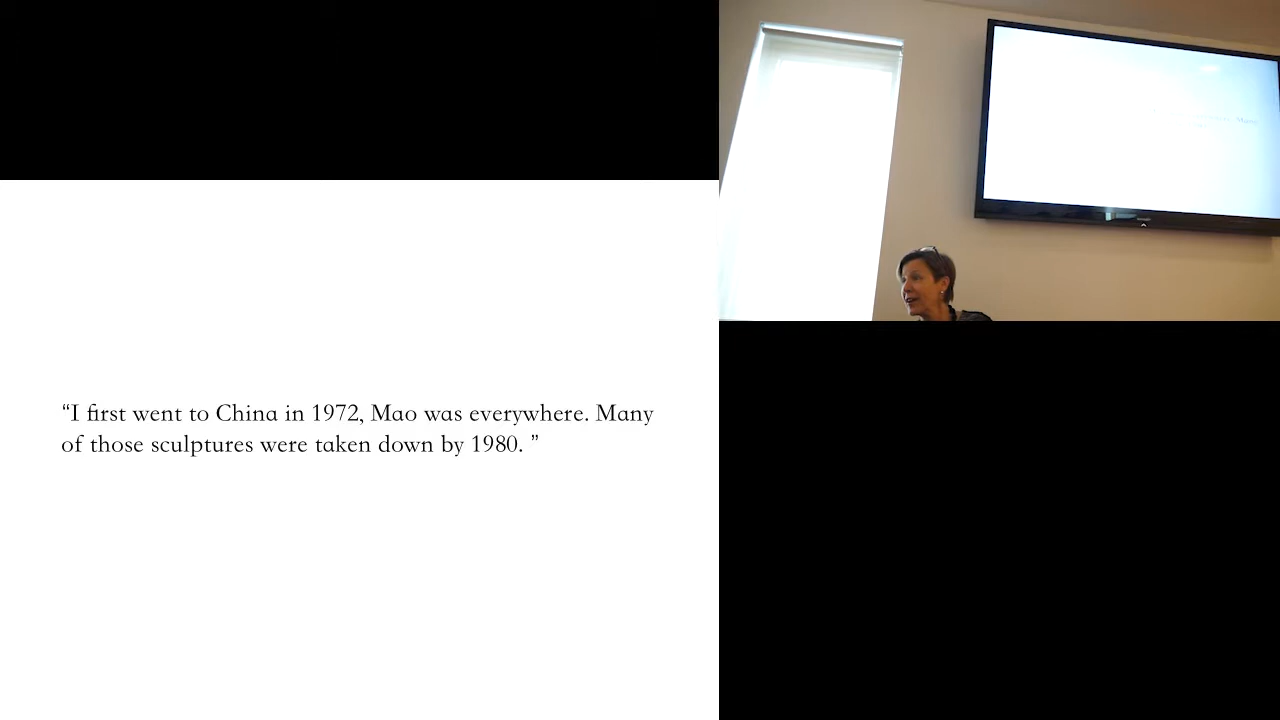 “I first went to China in 1972, Mao was everywhere. Many
of those sculptures were taken down by 1980. ”